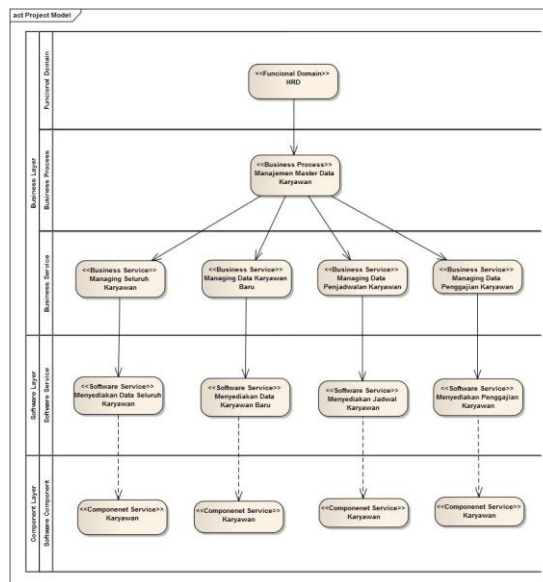 act Project Model
Business Layer
Funcional Domain
<<Funcional Domain>>
HRD
Business Process
<<Business Process>>
Manajemen Master Data
Karyawan
Business Service
<<Business Service>>
Managing Seluruh
Karyawan
<<Business Service>>
Managing Data Karyawan
Baru
<<Business Service>>
Managing Data
Penjadwalan Karyawan
<<Business Service>>
Managing Data
Penggajian Karyawan
Software Layer
Software Service
<<Software Service>>
Menyediakan Data Seluruh
Karyawan
<<Software Service>>
Menyediakan Data
Karyawan Baru
<<Software Service>>
Menyediakan Jadwal
Karyawan
<<Software Service>>
Menyediakan Penggajian
Karyawan
Component Layer
Software Component
<<Componenet Service>>
Karyawan
<<Componenet Service>>
Karyawan
<<Componenet Service>>
Karyawan
<<Componenet Service>>
Karyawan